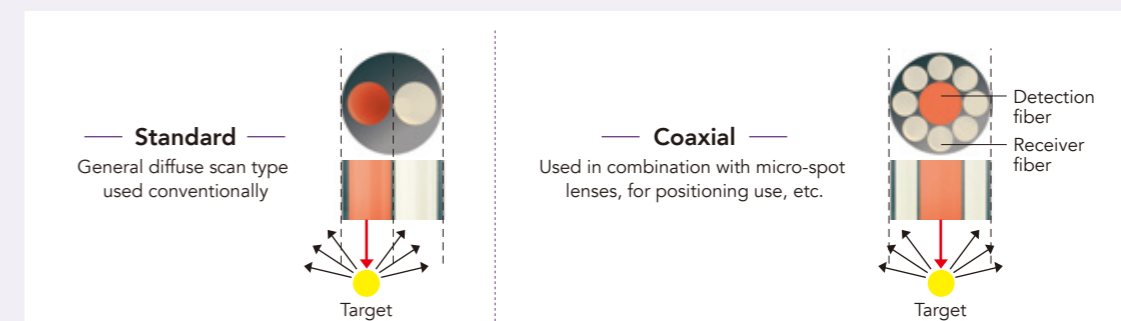 Standard
General diffuse scan type
used conventionally
Target
Coaxial
Used in combination with micro-spot
lenses, for positioning use, etc.
Detection
fiber
Receiver
fiber
Target